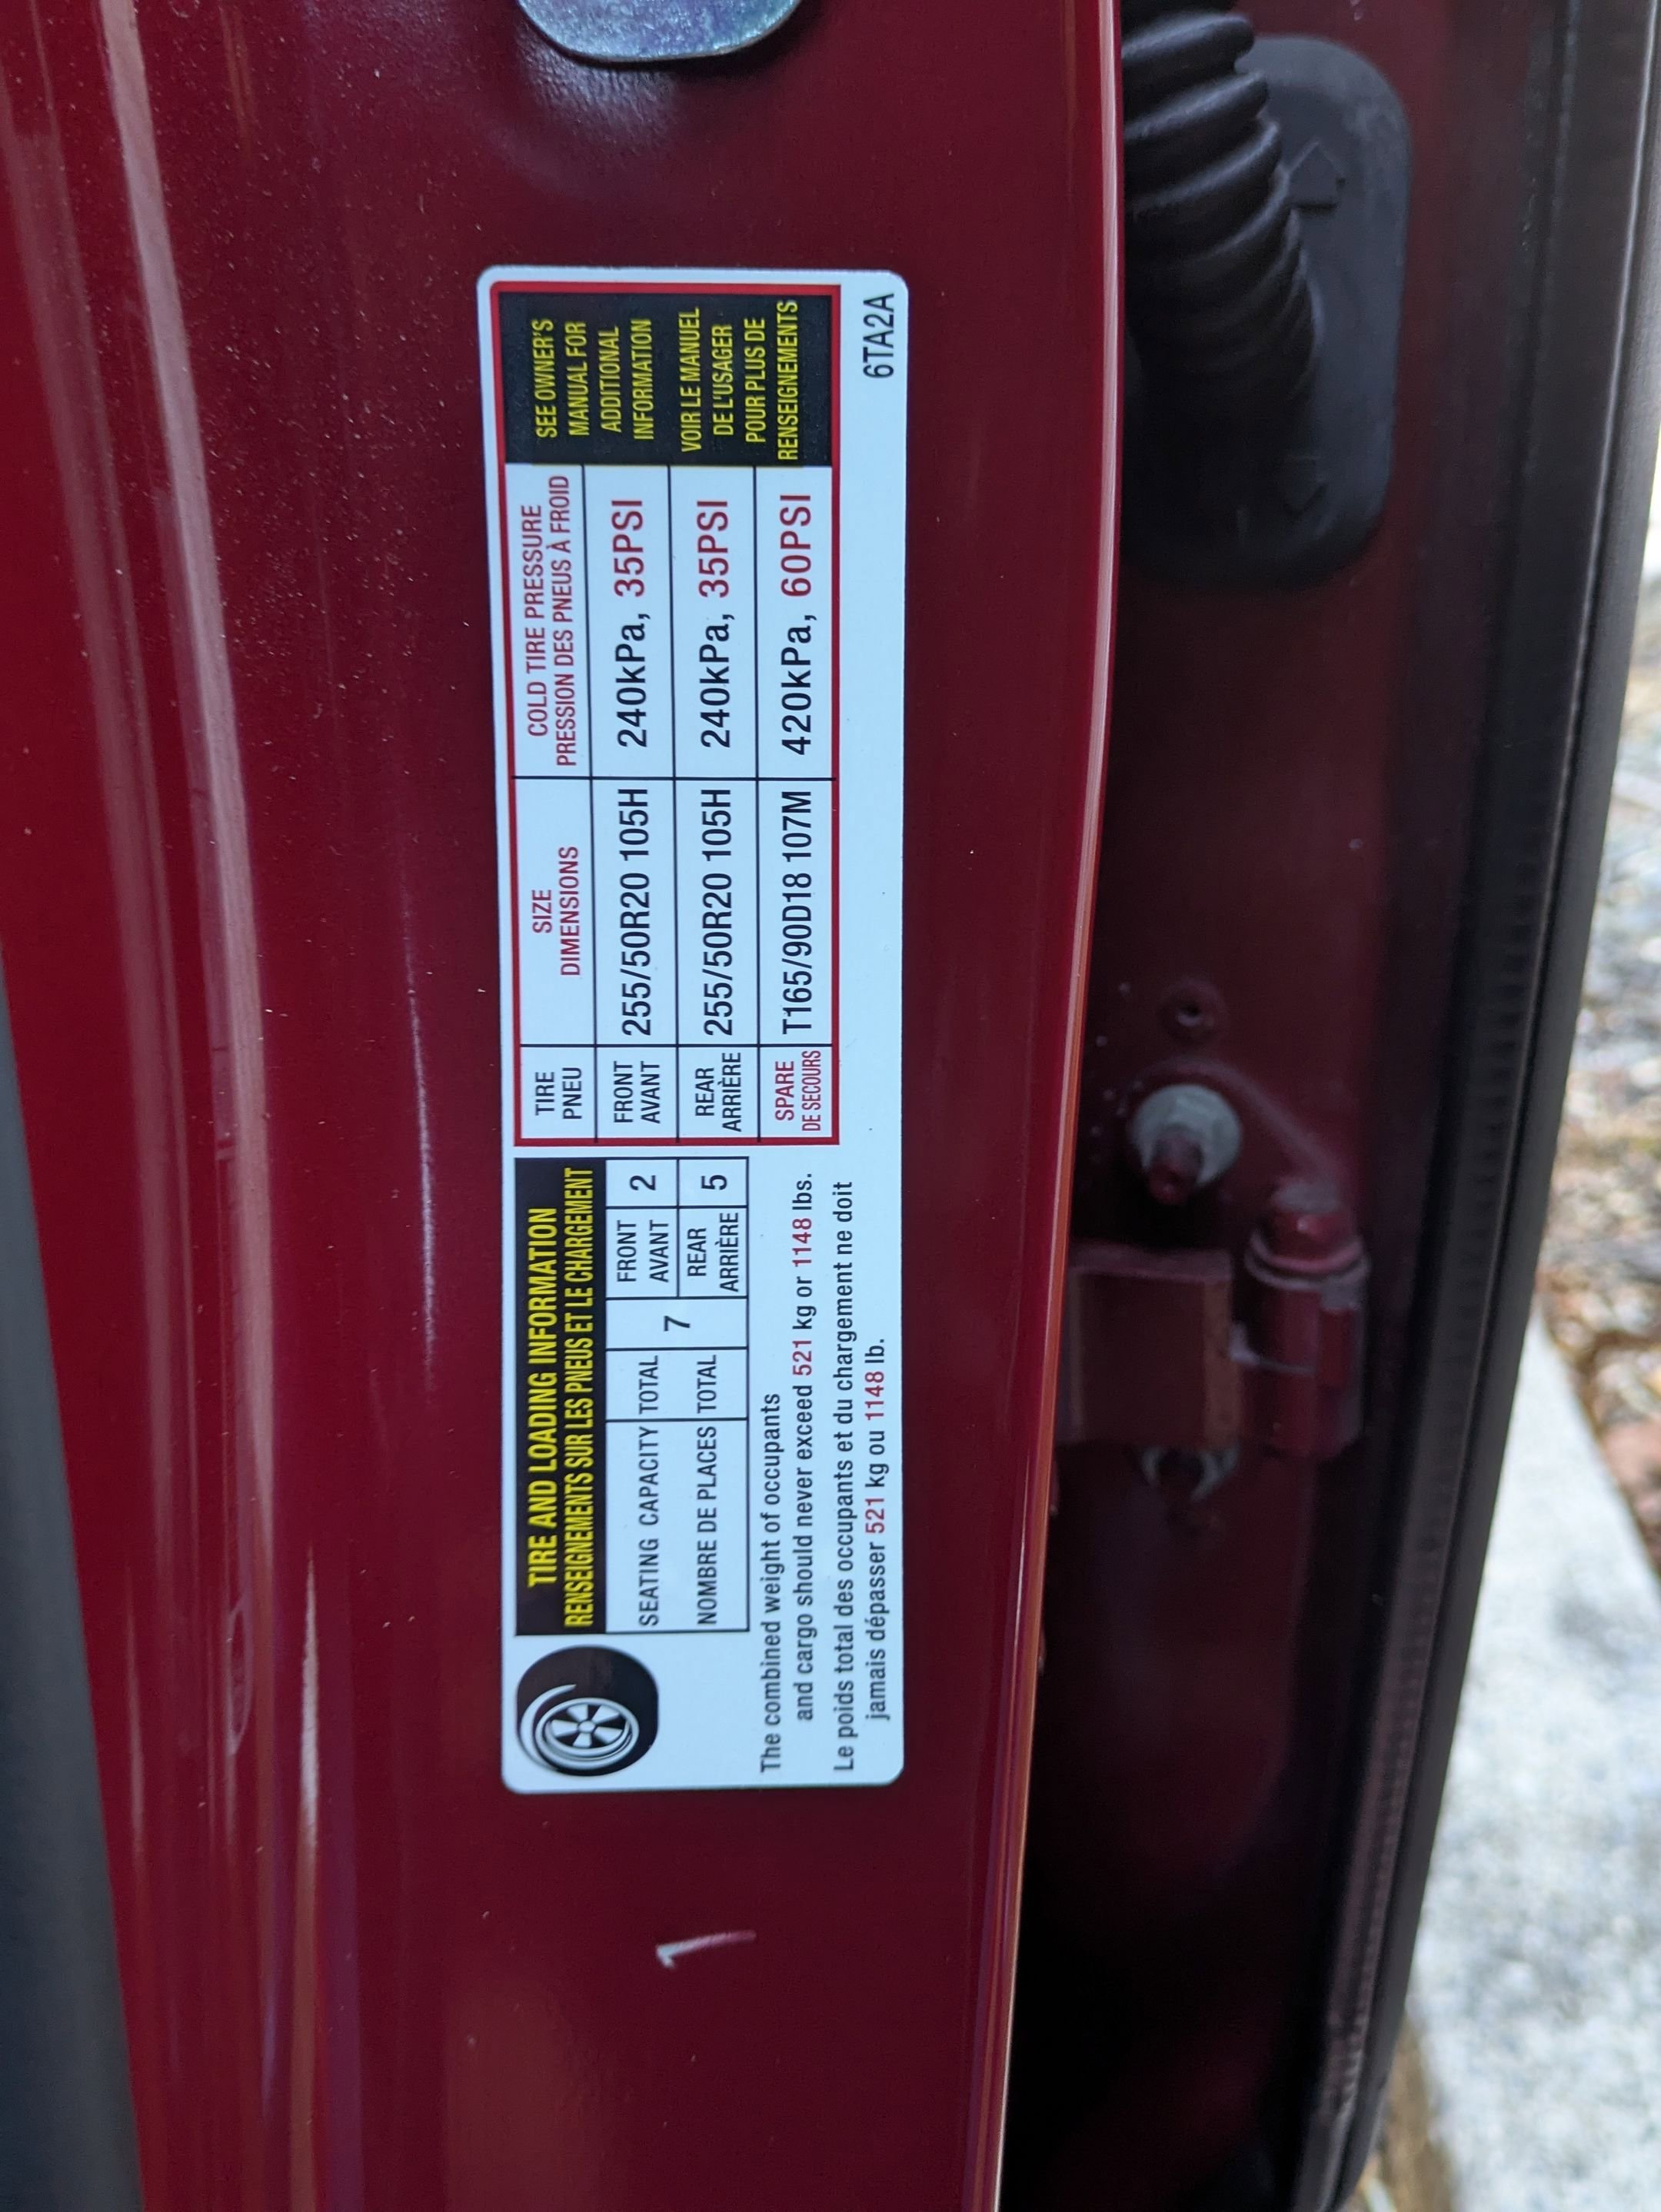 TIRE AND LOADING INFORMATION
RENSEIGNEMENTS SUR LES PNEUS ET LE CHARGEMENT
SEATING CAPACITY TOTAL
NOMBRE DE PLACES TOTAL
7
FRONT
AVANT
2
REAR
ARRIÈRE
5
The combined weight of occupants
and cargo should never exceed 521 kg or 1148 lbs.
Le poids total des occupants et du chargement ne doit
jamais dépasser 521 kg ou 1148 lb.
TIRE
PNEU
SIZE
DIMENSIONS
COLD TIRE PRESSURE
PRESSION DES PNEUS À FROID
FRONT
AVANT
255/50R20 105H
240kPa, 35PSI
REAR
ARRIÈRE
255/50R20 105H
240kPa, 35PSI
SPARE
DE SECOURS
T165/90D18 107M
420kPa, 60PSI
SEE OWNER'S
MANUAL FOR
ADDITIONAL
INFORMATION
VOIR LE MANUEL
DE L'USAGER
POUR PLUS DE
RENSEIGNEMENTS
6TA2A